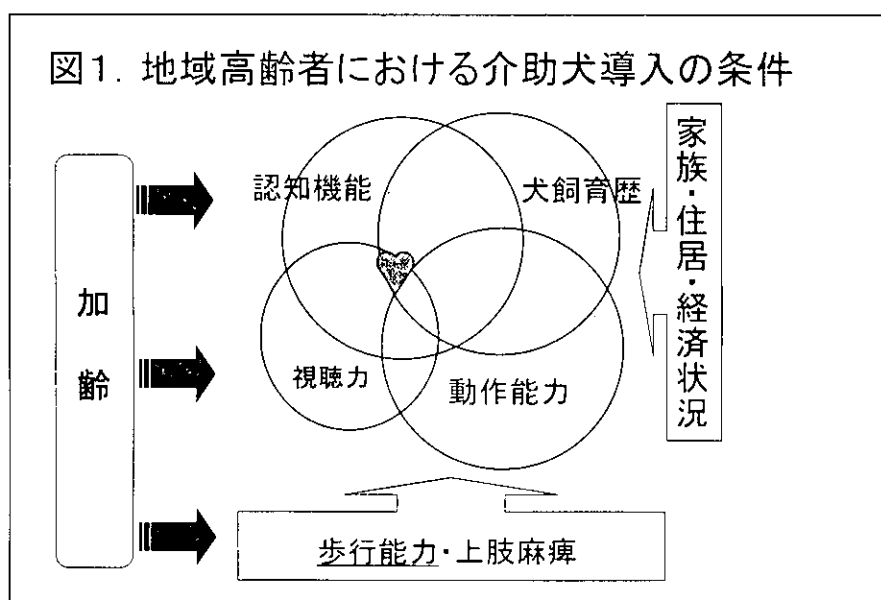 図1. 地域高齢者における介助犬導入の条件
認知機能
犬飼育歴
家族・住居・経済状況
加齢
視聴力
動作能力
歩行能力・上肢麻痺